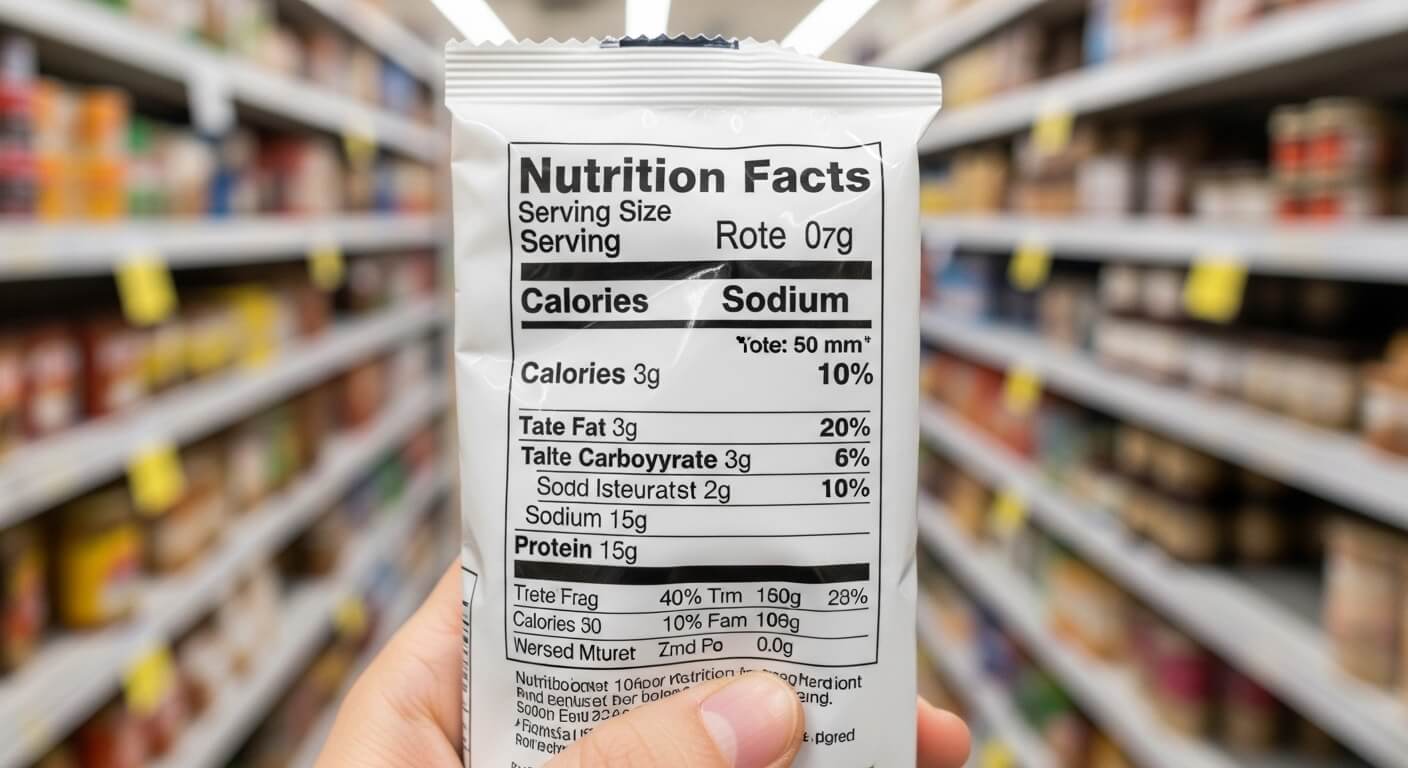 Nutrition Facts
Serving Size
Serving Rote 07g
Calories Sodium
Yote: 50 mm"
Calories 3g 10%
Tate Fat 3g 20%
Talte Carboyyrate 3g 6%
Sodd Isteuratst 2g 10%
Sodium 15g
Protein 15g
Trete Frag 40% Tim 160g 28%
Calories 30 10% Fam 106g
Wersed Mturet Zmd Po 0.0g